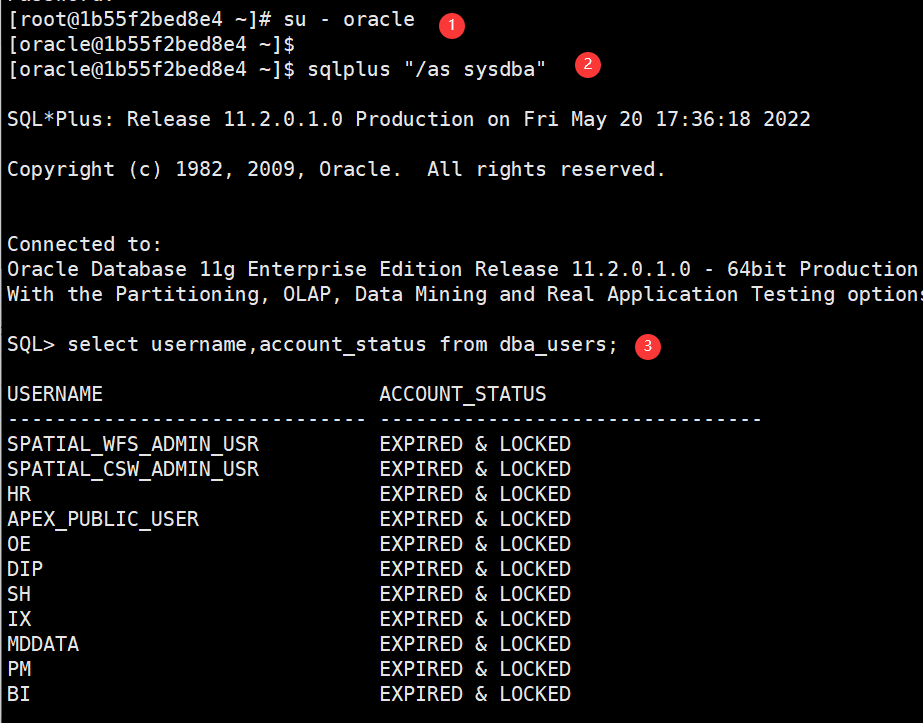 [root@1b55f2bed8e4 ~]# su - oracle 1
[oracle@1b55f2bed8e4 ~]$
[oracle@1b55f2bed8e4 ~]$ sqlplus "/as sysdba" 2
SQL*Plus: Release 11.2.0.1.0 Production on Fri May 20 17:36:18 2022
Copyright (c) 1982, 2009, Oracle.  All rights reserved.
Connected to:
Oracle Database 11g Enterprise Edition Release 11.2.0.1.0 - 64bit Production
With the Partitioning, OLAP, Data Mining and Real Application Testing options
SQL> select username,account_status from dba_users; 3
USERNAME                       ACCOUNT_STATUS
------------------------------ --------------------------------
SPATIAL_WFS_ADMIN_USR          EXPIRED & LOCKED
SPATIAL_CSW_ADMIN_USR          EXPIRED & LOCKED
HR                             EXPIRED & LOCKED
APEX_PUBLIC_USER               EXPIRED & LOCKED
OE                             EXPIRED & LOCKED
DIP                            EXPIRED & LOCKED
SH                             EXPIRED & LOCKED
IX                             EXPIRED & LOCKED
MDDATA                         EXPIRED & LOCKED
PM                             EXPIRED & LOCKED
BI                             EXPIRED & LOCKED